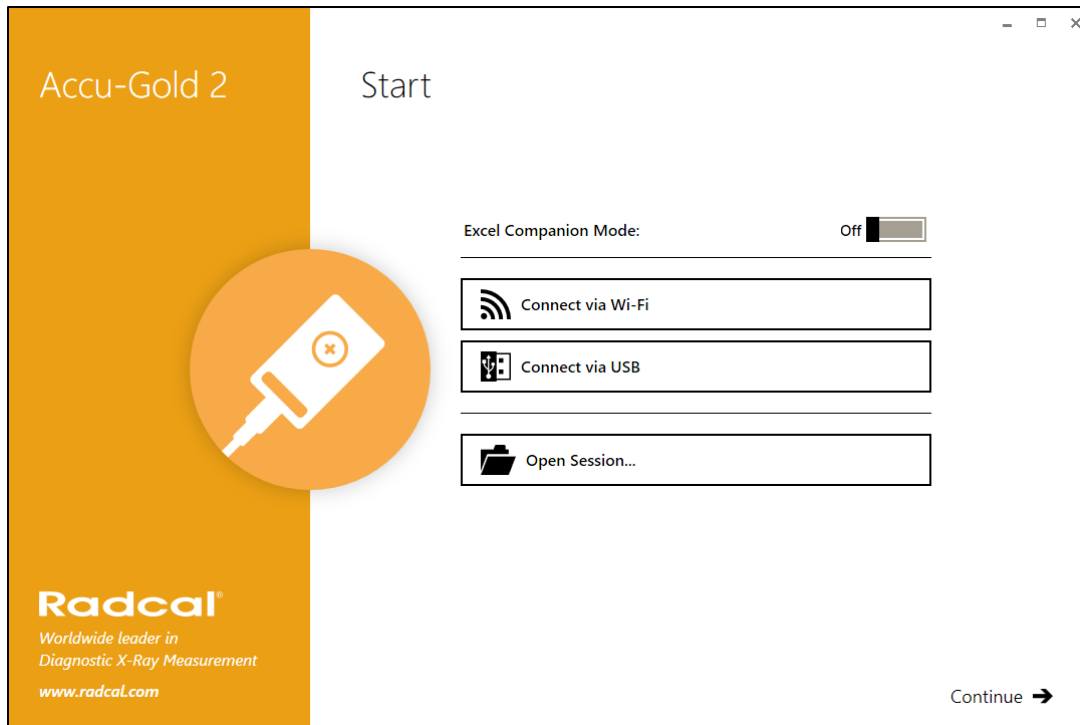 Accu-Gold 2
Start
Excel Companion Mode:
Off
Connect via Wi-Fi
Connect via USB
Open Session...
Radcal®
Worldwide leader in
Diagnostic X-Ray Measurement
www.radcal.com
Continue